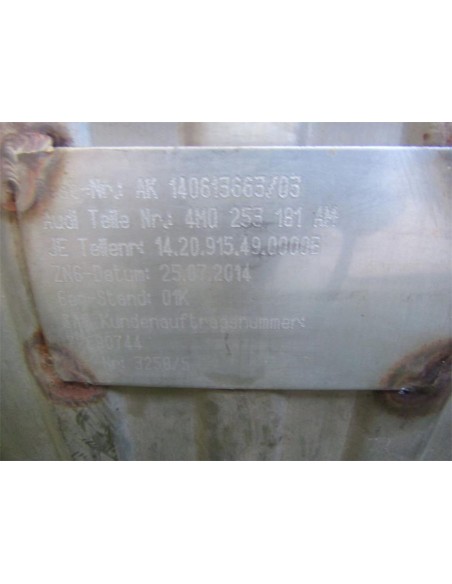 AK 140613663/03
Audi Teile Nr.: 4M0 253 181 AM
JE Teilenr: 14.20.915.49.0000E
ZNG-Datum: 25.07.2014
Stand: 01K
Kundenauftragsnummer: